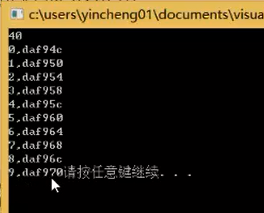 c:\users\yincheng01\documents\visua
40
0,daf94c
1,daf950
2,daf954
3,daf958
4,daf95c
5,daf960
6,daf964
7,daf968
8,daf96c
9,daf970请按任意键继续. . .